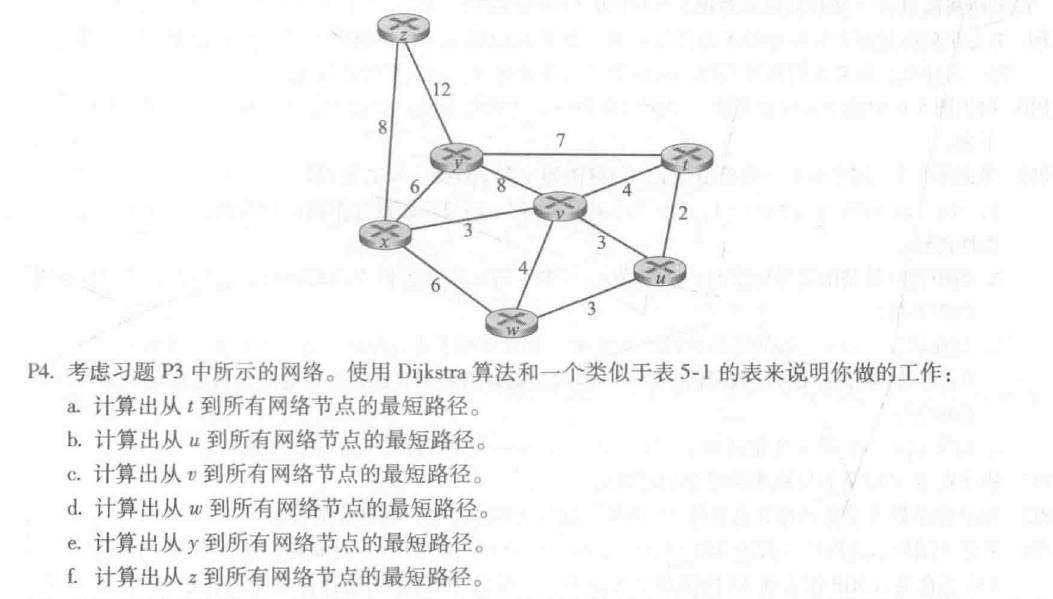 z
12
8
7
y
t
6
8
4
v
3
2
x
3
4
u
6
3
w
P4. 考虑习题 P3 中所示的网络。使用 Dijkstra 算法和一个类似于表 5-1 的表来说明你做的工作：
a. 计算出从 t 到所有网络节点的最短路径。
b. 计算出从 u 到所有网络节点的最短路径。
c. 计算出从 v 到所有网络节点的最短路径。
d. 计算出从 w 到所有网络节点的最短路径。
e. 计算出从 y 到所有网络节点的最短路径。
f. 计算出从 z 到所有网络节点的最短路径。